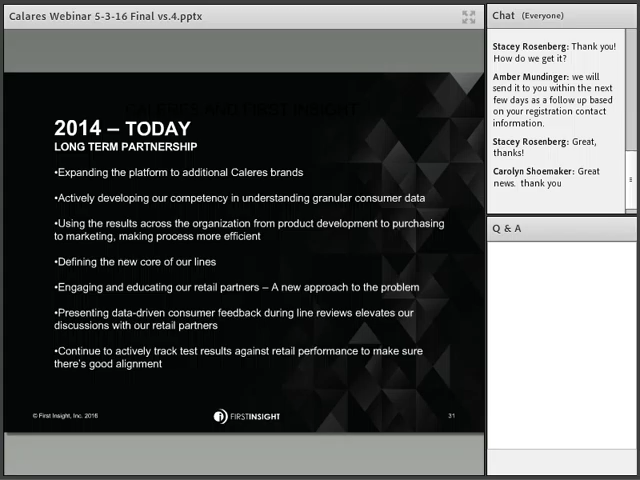 Calares Webinar 5-3-16 Final vs.4.pptx
2014 – TODAY
LONG TERM PARTNERSHIP
•Expanding the platform to additional Caleres brands
•Actively developing our competency in understanding granular consumer data
•Using the results across the organization from product development to purchasing
to marketing, making process more efficient
•Defining the new core of our lines
•Engaging and educating our retail partners – A new approach to the problem
•Presenting data-driven consumer feedback during line reviews elevates our
discussions with our retail partners
•Continue to actively track test results against retail performance to make sure
there's good alignment
© First Insight, Inc. 2016
FIRSTINSIGHT
31
Chat (Everyone)
Stacey Rosenberg: Thank you!
How do we get it?
Amber Mundinger: we will
send it to you within the next
few days as a follow up based
on your registration contact
information.
Stacey Rosenberg: Great,
thanks!
Carolyn Shoemaker: Great
news. thank you
Q & A